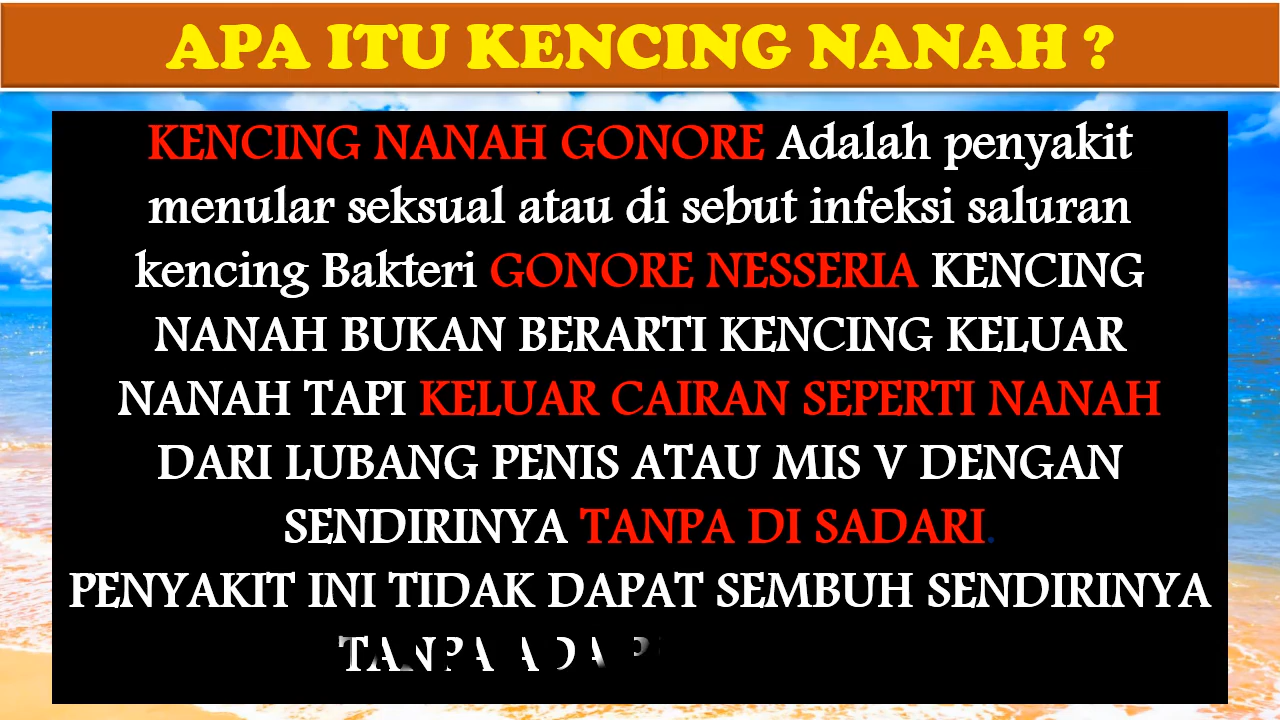 APA ITU KENCING NANAH ?
KENCING NANAH GONORE Adalah penyakit
menular seksual atau di sebut infeksi saluran
kencing Bakteri GONORE NESSERIA KENCING
NANAH BUKAN BERARTI KENCING KELUAR
NANAH TAPI KELUAR CAIRAN SEPERTI NANAH
DARI LUBANG PENIS ATAU MIS V DENGAN
SENDIRINYA TANPA DI SADARI.
PENYAKIT INI TIDAK DAPAT SEMBUH SENDIRINYA
TANPA ADA